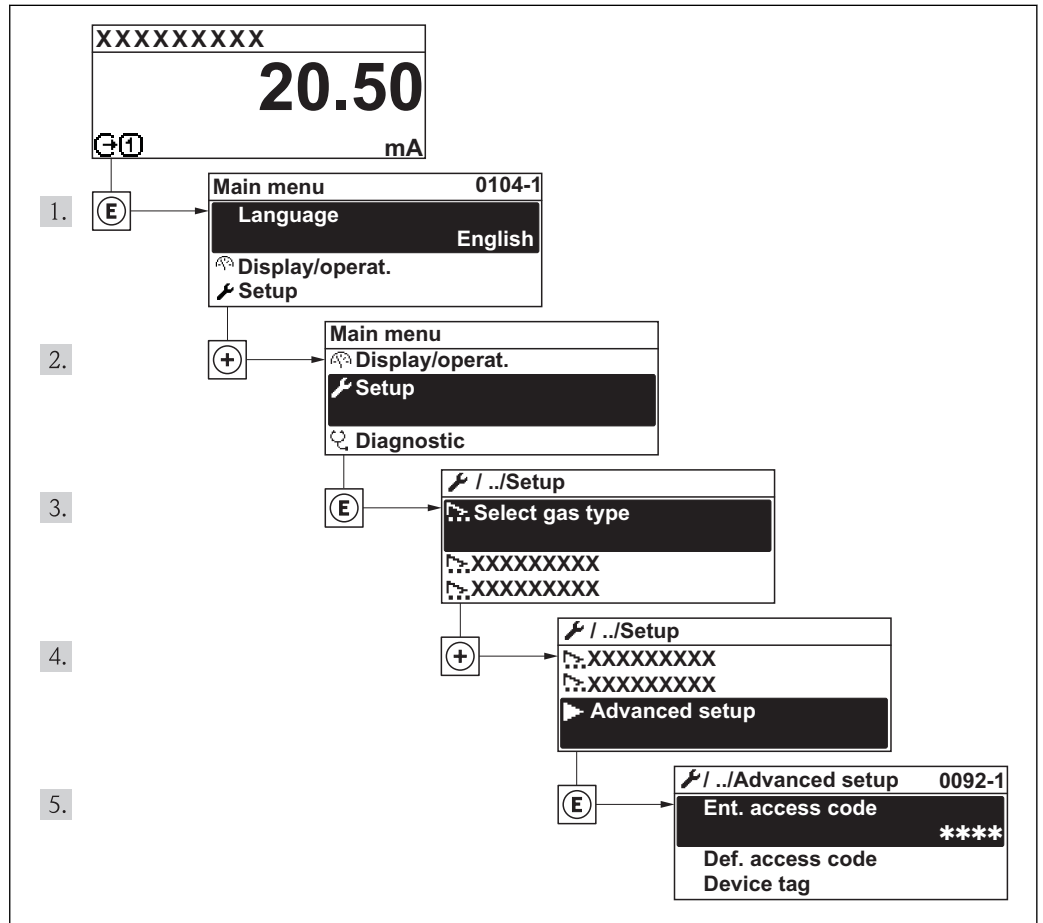 XXXXXXXXX
20.50
1 mA
1. E
Main menu 0104-1
Language
English
Display/operat.
Setup
2. +
Main menu
Display/operat.
Setup
Diagnostic
3. E
/ ../Setup
Select gas type
XXXXXXXXX
XXXXXXXXX
4. +
/ ../Setup
XXXXXXXXX
XXXXXXXXX
Advanced setup
5. E
/ ../Advanced setup 0092-1
Ent. access code
****
Def. access code
Device tag